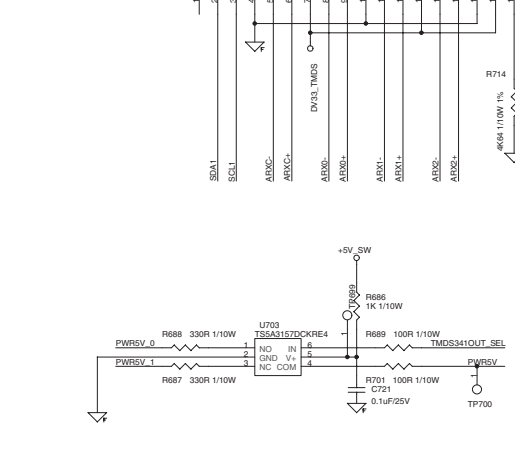 DV33_TMDS
R714
4K64 1/10W 1%
SDA1
SCL1
ARXC-
ARXC+
ARX0-
ARX0+
ARX1-
ARX1+
ARX2-
ARX2+
F
+5V_SW
R686
1K 1/10W
U703
TS5A3157DCKRE4
R688 330R 1/10W
R689 100R 1/10W
PWR5V_0
1 NO IN 6
TMDS341OUT_SEL
2 GND V+ 5
PWR5V_1
3 NC COM 4
PWR5V
R687 330R 1/10W
R701 100R 1/10W
C721
0.1uF/25V
1
1
TP700
F
F